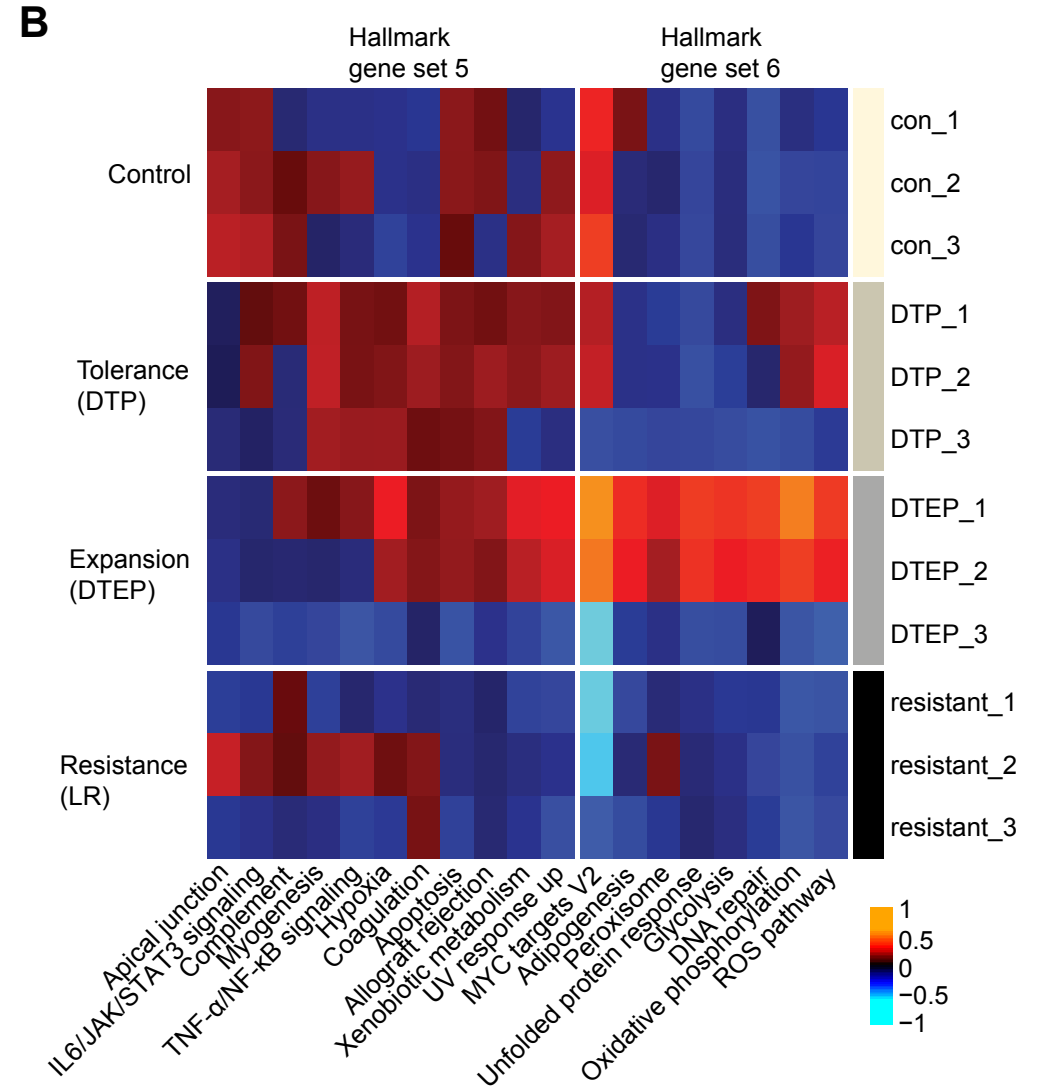 B
Hallmark
gene set 5
Hallmark
gene set 6
Control
con_1
con_2
con_3
Tolerance
(DTP)
DTP_1
DTP_2
DTP_3
Expansion
(DTEP)
DTEP_1
DTEP_2
DTEP_3
Resistance
(LR)
resistant_1
resistant_2
resistant_3
Apical junction
IL6/JAK/STAT3 signaling
Complement
Myogenesis
TNF-α/NF-κB signaling
Hypoxia
Coagulation
Apoptosis
Allograft rejection
Xenobiotic metabolism
UV response up
MYC targets V2
Adipogenesis
Peroxisome
Unfolded protein response
Glycolysis
DNA repair
Oxidative phosphorylation
ROS pathway
1
0.5
0
−0.5
−1